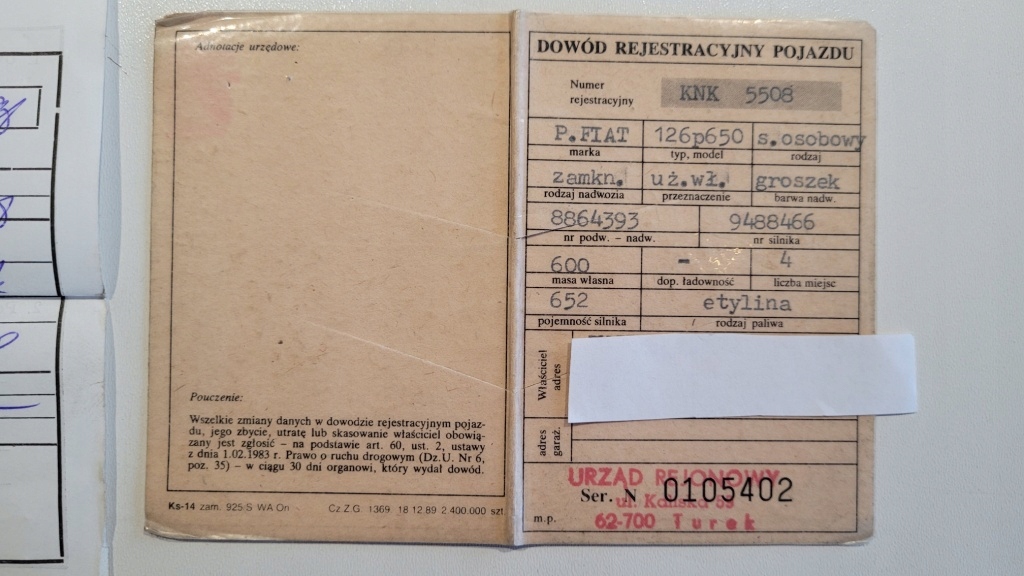 Adnotacje urzędowe:
Pouczenie:
Wszelkie zmiany danych w dowodzie rejestracyjnym pojaz-
du, jego zbycie, utratę lub skasowanie właściciel obowią-
zany jest zgłosić – na podstawie art. 60, ust. 2, ustawy
z dnia 1.02.1983 r. Prawo o ruchu drogowym (Dz.U. Nr 6,
poz. 35) – w ciągu 30 dni organowi, który wydał dowód.
Ks-14 zam. 925 S WA On Cz.Z.G. 1369 18 12.89 2 400.000 szt
DOWÓD REJESTRACYJNY POJAZDU
Numer
rejestracyjny
KNK 5508
P.FIAT 126p650 s.osobowy
marka typ, model rodzaj
zamkn. uż.wł. groszek
rodzaj nadwozia przeznaczenie barwa nadw.
8864393 9488466
nr podw. – nadw. nr silnika
600 - 4
masa własna dop. ładowność liczba miejsc
652 etylina
pojemność silnika rodzaj paliwa
Właściciel
adres
adres
garaż.
URZĄD REJONOWY
Ser. N 0105402
ul. Kaliska 59
m.p. 62-700 Turek